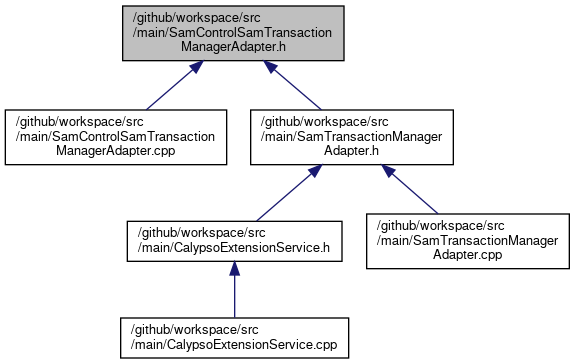 /github/workspace/src
/main/SamControlSamTransaction
ManagerAdapter.h
/github/workspace/src
/main/SamControlSamTransaction
ManagerAdapter.cpp
/github/workspace/src
/main/SamTransactionManager
Adapter.h
/github/workspace/src
/main/CalypsoExtensionService.h
/github/workspace/src
/main/SamTransactionManager
Adapter.cpp
/github/workspace/src
/main/CalypsoExtensionService.cpp